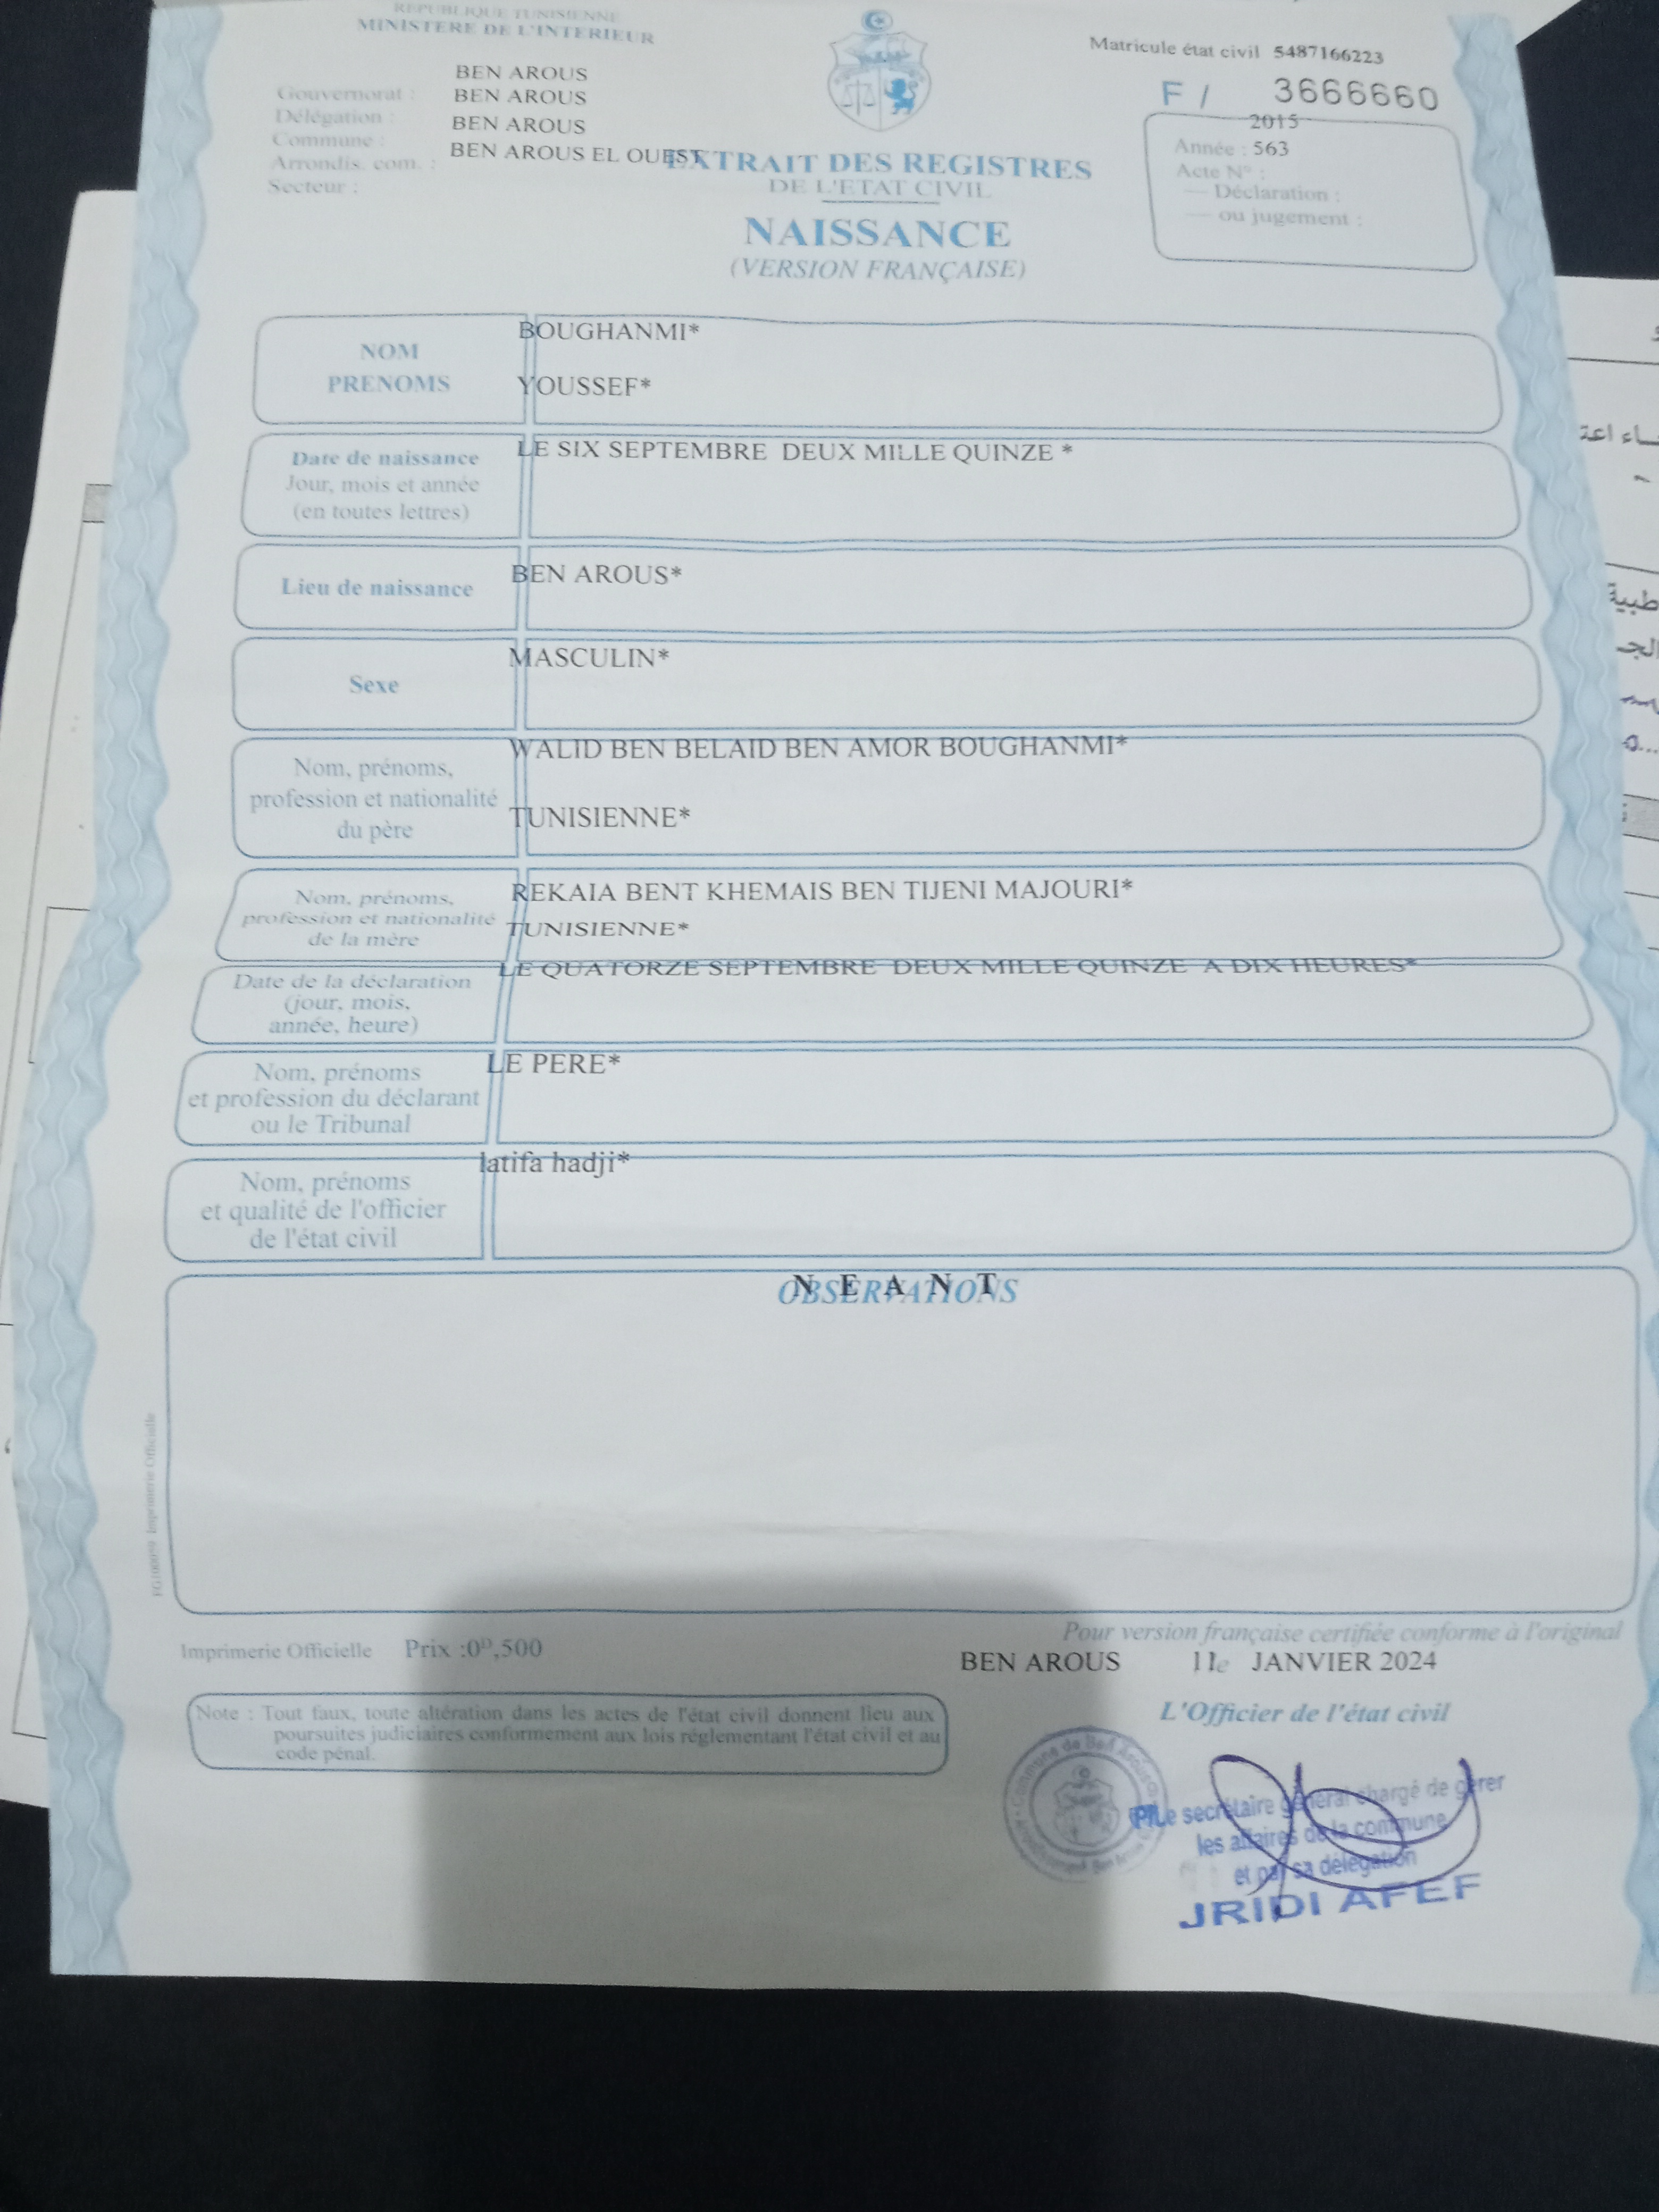 REPUBLIQUE TUNISIENNE
MINISTERE DE L'INTERIEUR
BEN AROUS
Gouvernorat : BEN AROUS
Délégation : BEN AROUS
Commune :
Arrondis. com. : BEN AROUS EL OUEST
Secteur :
Matricule état civil 5487166223
F / 3666660
2015
Année : 563
Acte N° :
— Déclaration :
— ou jugement :
EXTRAIT DES REGISTRES
DE L'ETAT CIVIL
NAISSANCE
(VERSION FRANÇAISE)
NOM
PRENOMS
BOUGHANMI*
YOUSSEF*
Date de naissance
Jour, mois et année
(en toutes lettres)
LE SIX SEPTEMBRE DEUX MILLE QUINZE *
Lieu de naissance
BEN AROUS*
Sexe
MASCULIN*
Nom, prénoms,
profession et nationalité
du père
WALID BEN BELAID BEN AMOR BOUGHANMI*
TUNISIENNE*
Nom, prénoms,
profession et nationalité
de la mère
REKAIA BENT KHEMAIS BEN TIJENI MAJOURI*
TUNISIENNE*
Date de la déclaration
(jour, mois,
année, heure)
LE QUATORZE SEPTEMBRE DEUX MILLE QUINZE A DIX HEURES*
Nom, prénoms
et profession du déclarant
ou le Tribunal
LE PERE*
Nom, prénoms
et qualité de l'officier
de l'état civil
latifa hadji*
OBSERVATIONS
N E A N T
Imprimerie Officielle
Imprimerie Officielle Prix :0ᴰ,500
Pour version française certifiée conforme à l'original
BEN AROUS 11e JANVIER 2024
L'Officier de l'état civil
Note : Tout faux, toute altération dans les actes de l'état civil donnent lieu aux
poursuites judiciaires conformement aux lois réglementant l'état civil et au
code pénal.
Commune de Ben Arous
P/Le secrétaire général chargé de gérer
les affaires de la commune
et par sa délégation
JRIDI AFEF
طبية